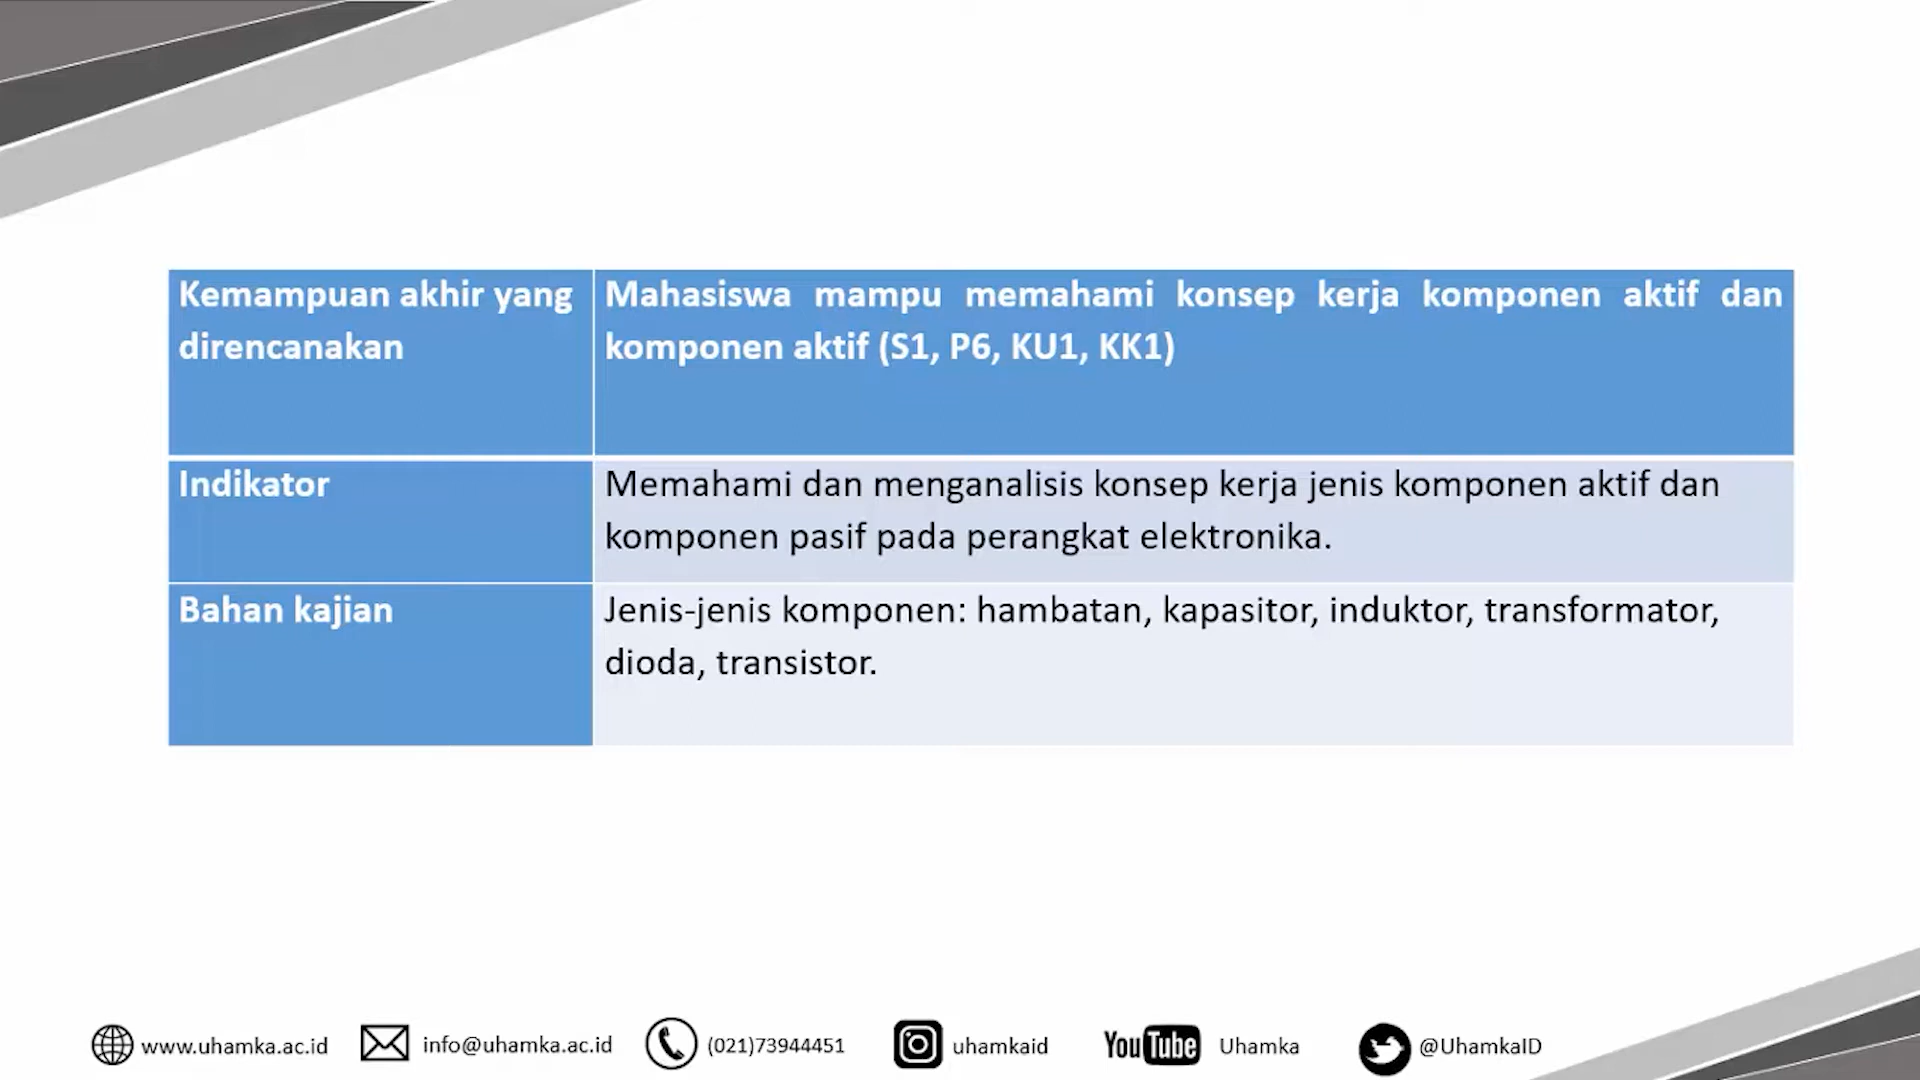 Kemampuan akhir yang
direncanakan
Mahasiswa mampu memahami konsep kerja komponen aktif dan
komponen aktif (S1, P6, KU1, KK1)
Indikator
Memahami dan menganalisis konsep kerja jenis komponen aktif dan
komponen pasif pada perangkat elektronika.
Bahan kajian
Jenis-jenis komponen: hambatan, kapasitor, induktor, transformator,
dioda, transistor.
www.uhamka.ac.id
info@uhamka.ac.id
(021)73944451
uhamkaid
YouTube
Uhamka
@UhamkaID